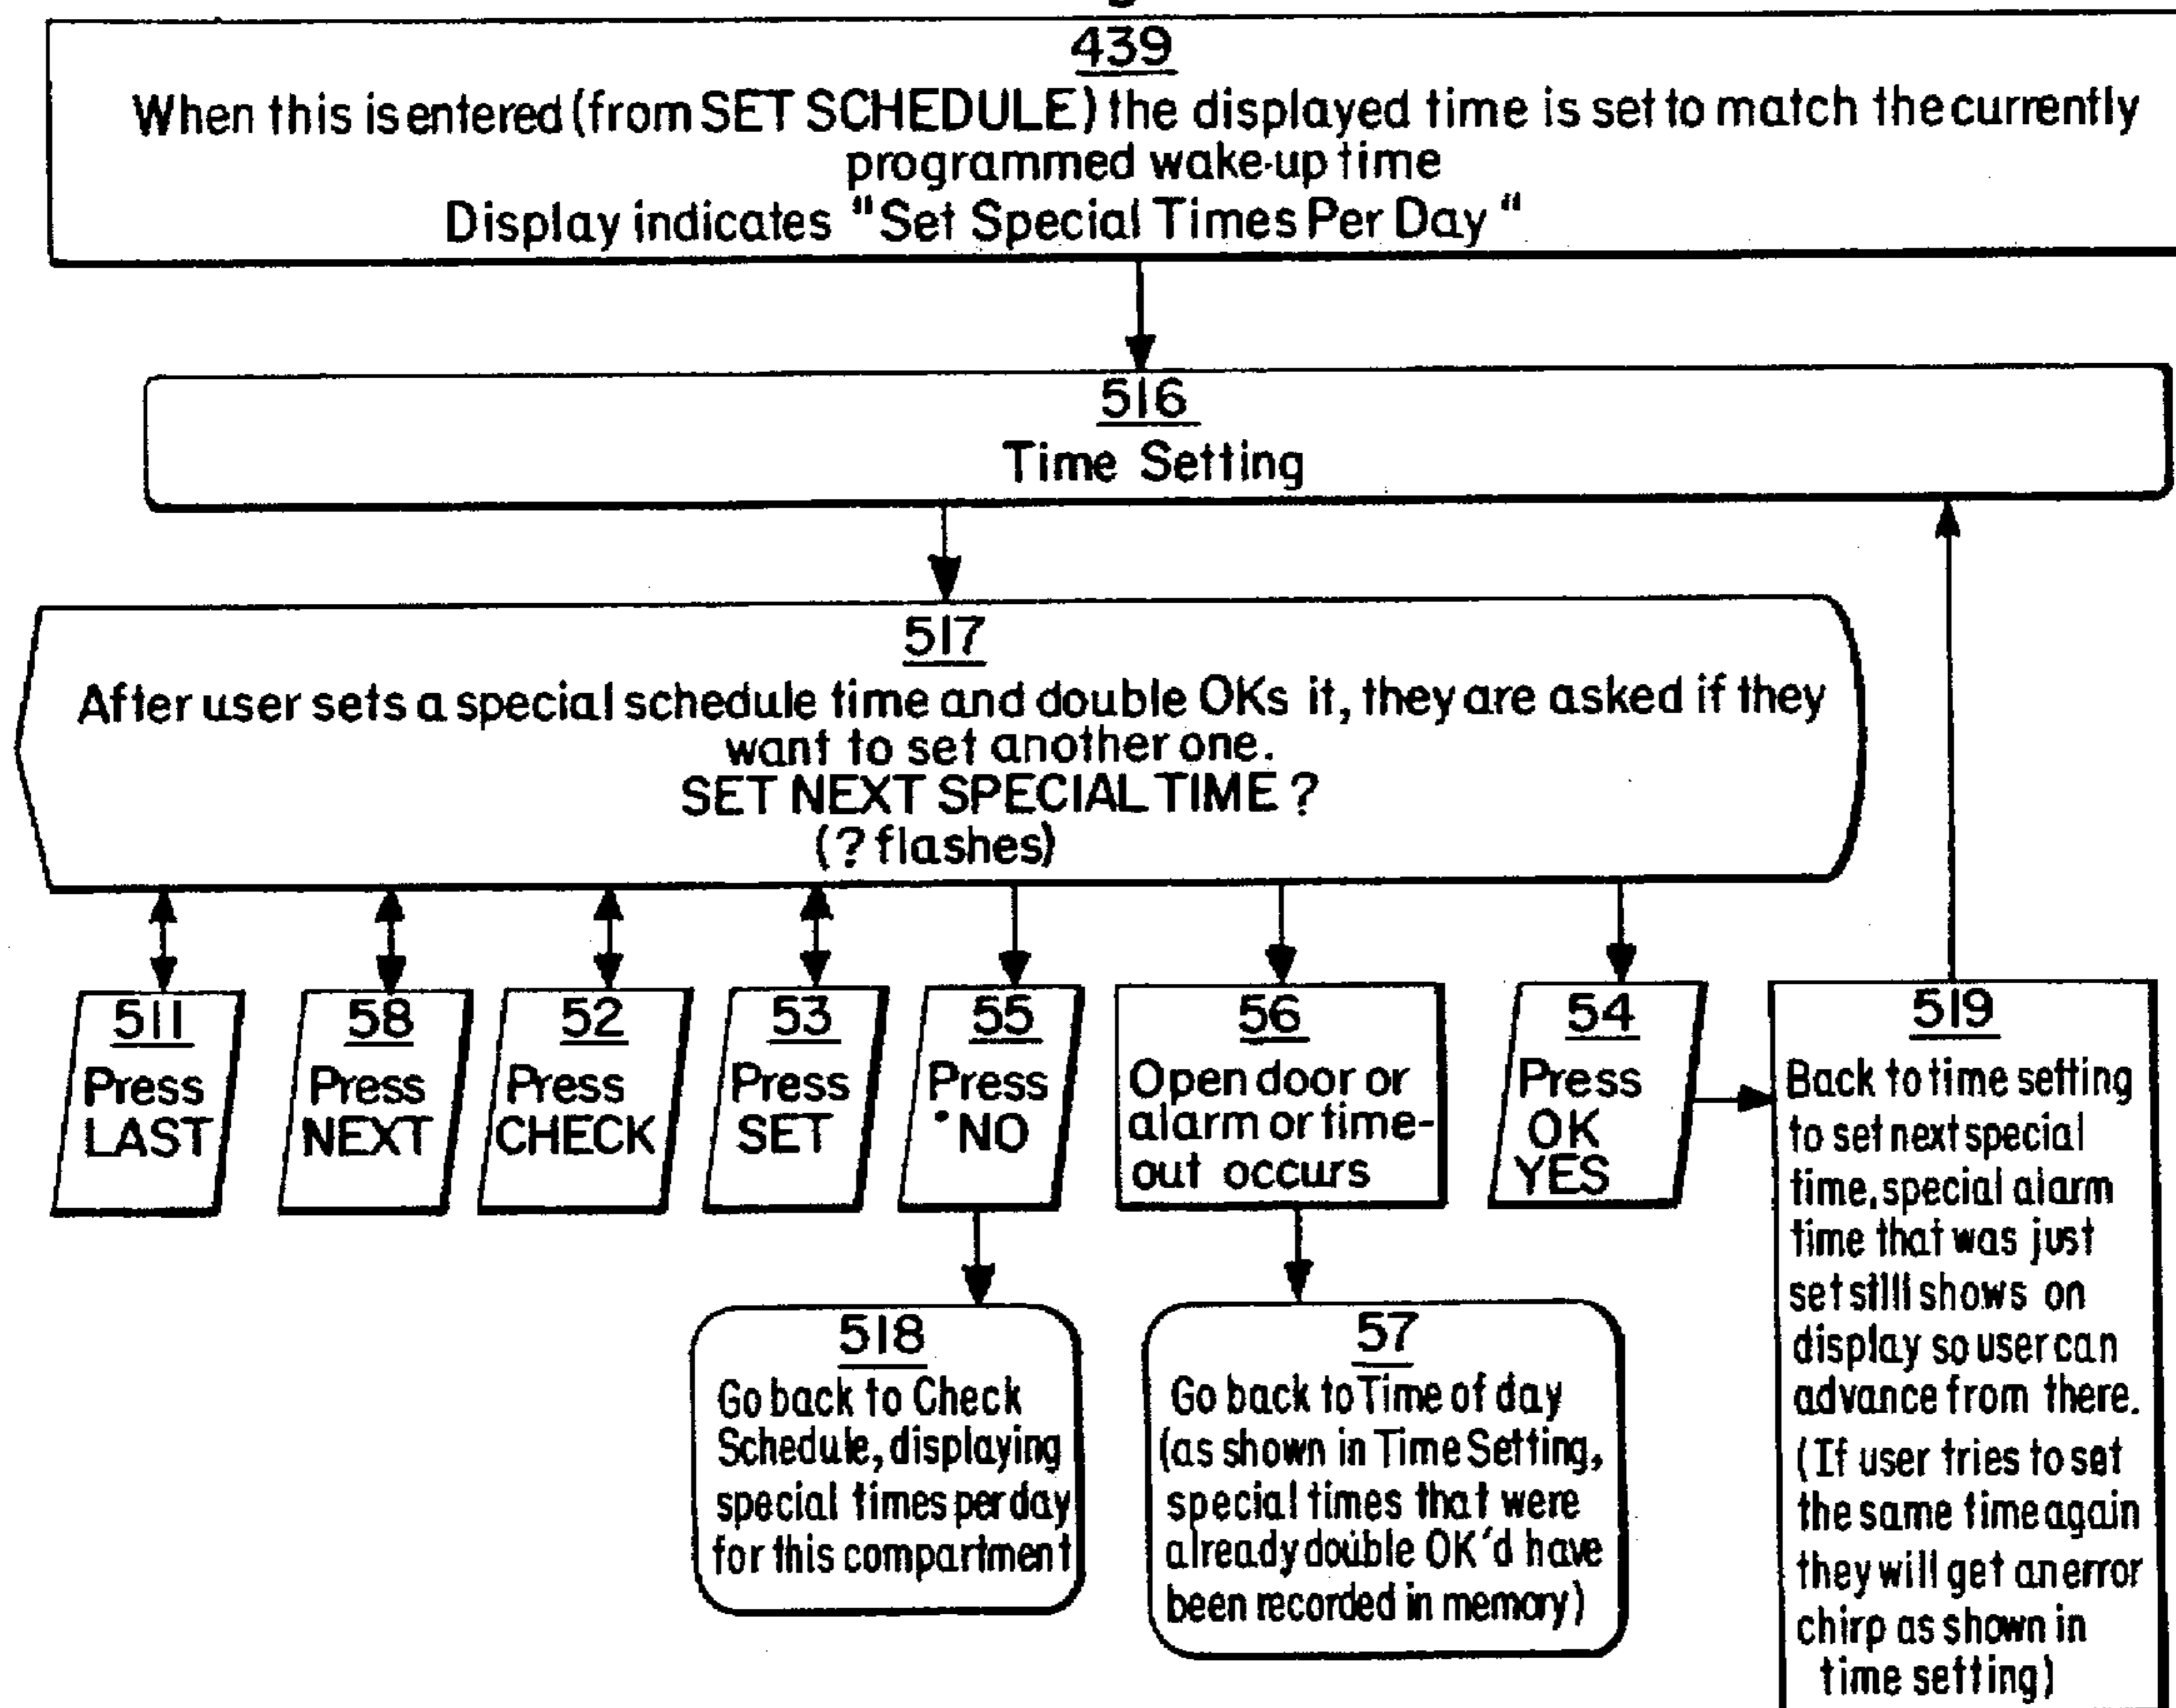 439
When this is entered (from SET SCHEDULE) the displayed time is set to match the currently
programmed wake-up time
Display indicates "Set Special Times Per Day"
516
Time Setting
517
After user sets a special schedule time and double OKs it, they are asked if they
want to set another one.
SET NEXT SPECIAL TIME?
(? flashes)
511
Press
LAST
58
Press
NEXT
52
Press
CHECK
53
Press
SET
55
Press
NO
56
Open door or
alarm or time-
out occurs
54
Press
OK
YES
519
Back to time setting
to set next special
time, special alarm
time that was just
set still shows on
display so user can
advance from there.
(If user tries to set
the same time again
they will get an error
chirp as shown in
time setting)
518
Go back to Check
Schedule, displaying
special times per day
for this compartment
57
Go back to Time of day
(as shown in Time Setting,
special times that were
already double OK'd have
been recorded in memory)